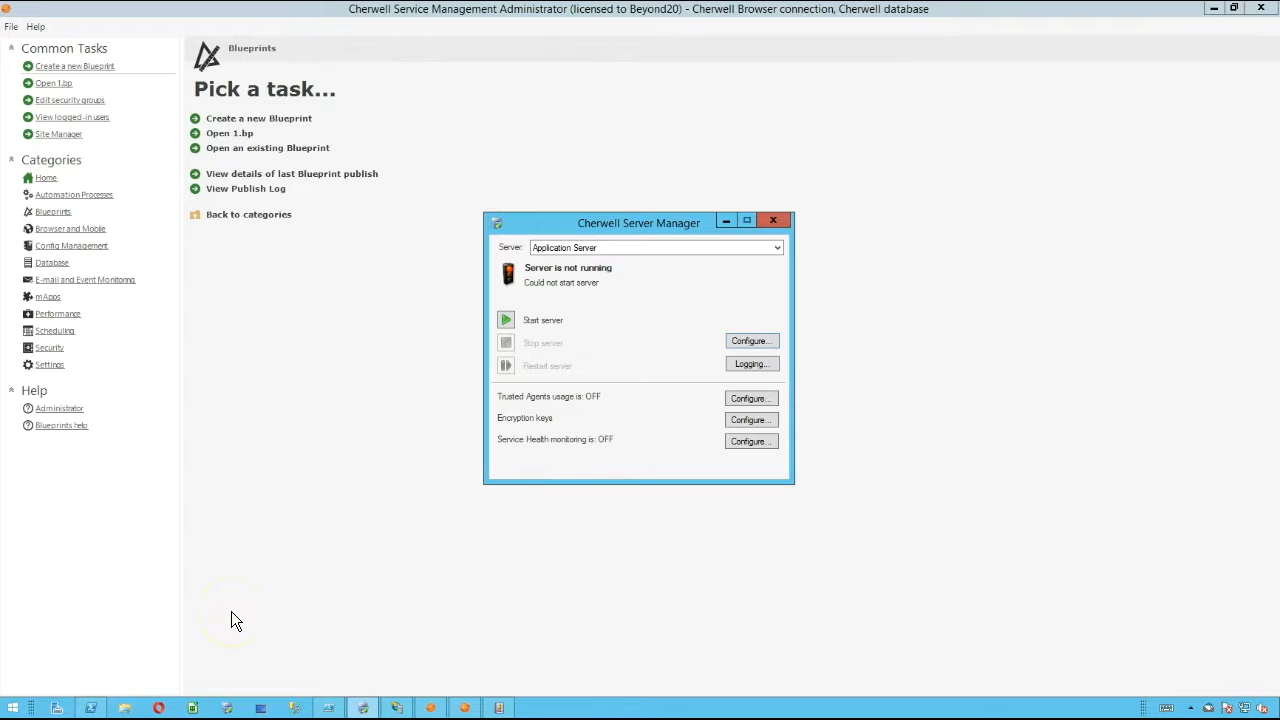 Cherwell Service Management Administrator (licensed to Beyond20) - Cherwell Browser connection, Cherwell database
File Help
Common Tasks
Create a new Blueprint
Open 1.bp
Edit security groups
View logged-in users
Site Manager
Categories
Home
Automation Processes
Blueprints
Browser and Mobile
Config Management
Database
E-mail and Event Monitoring
mApps
Performance
Scheduling
Security
Settings
Help
Administrator
Blueprints help
Blueprints
Pick a task...
Create a new Blueprint
Open 1.bp
Open an existing Blueprint
View details of last Blueprint publish
View Publish Log
Back to categories
Cherwell Server Manager
Server: Application Server
Server is not running
Could not start server
Start server
Stop server
Configure...
Restart server
Logging...
Trusted Agents usage is: OFF
Configure...
Encryption keys
Configure...
Service Health monitoring is: OFF
Configure...